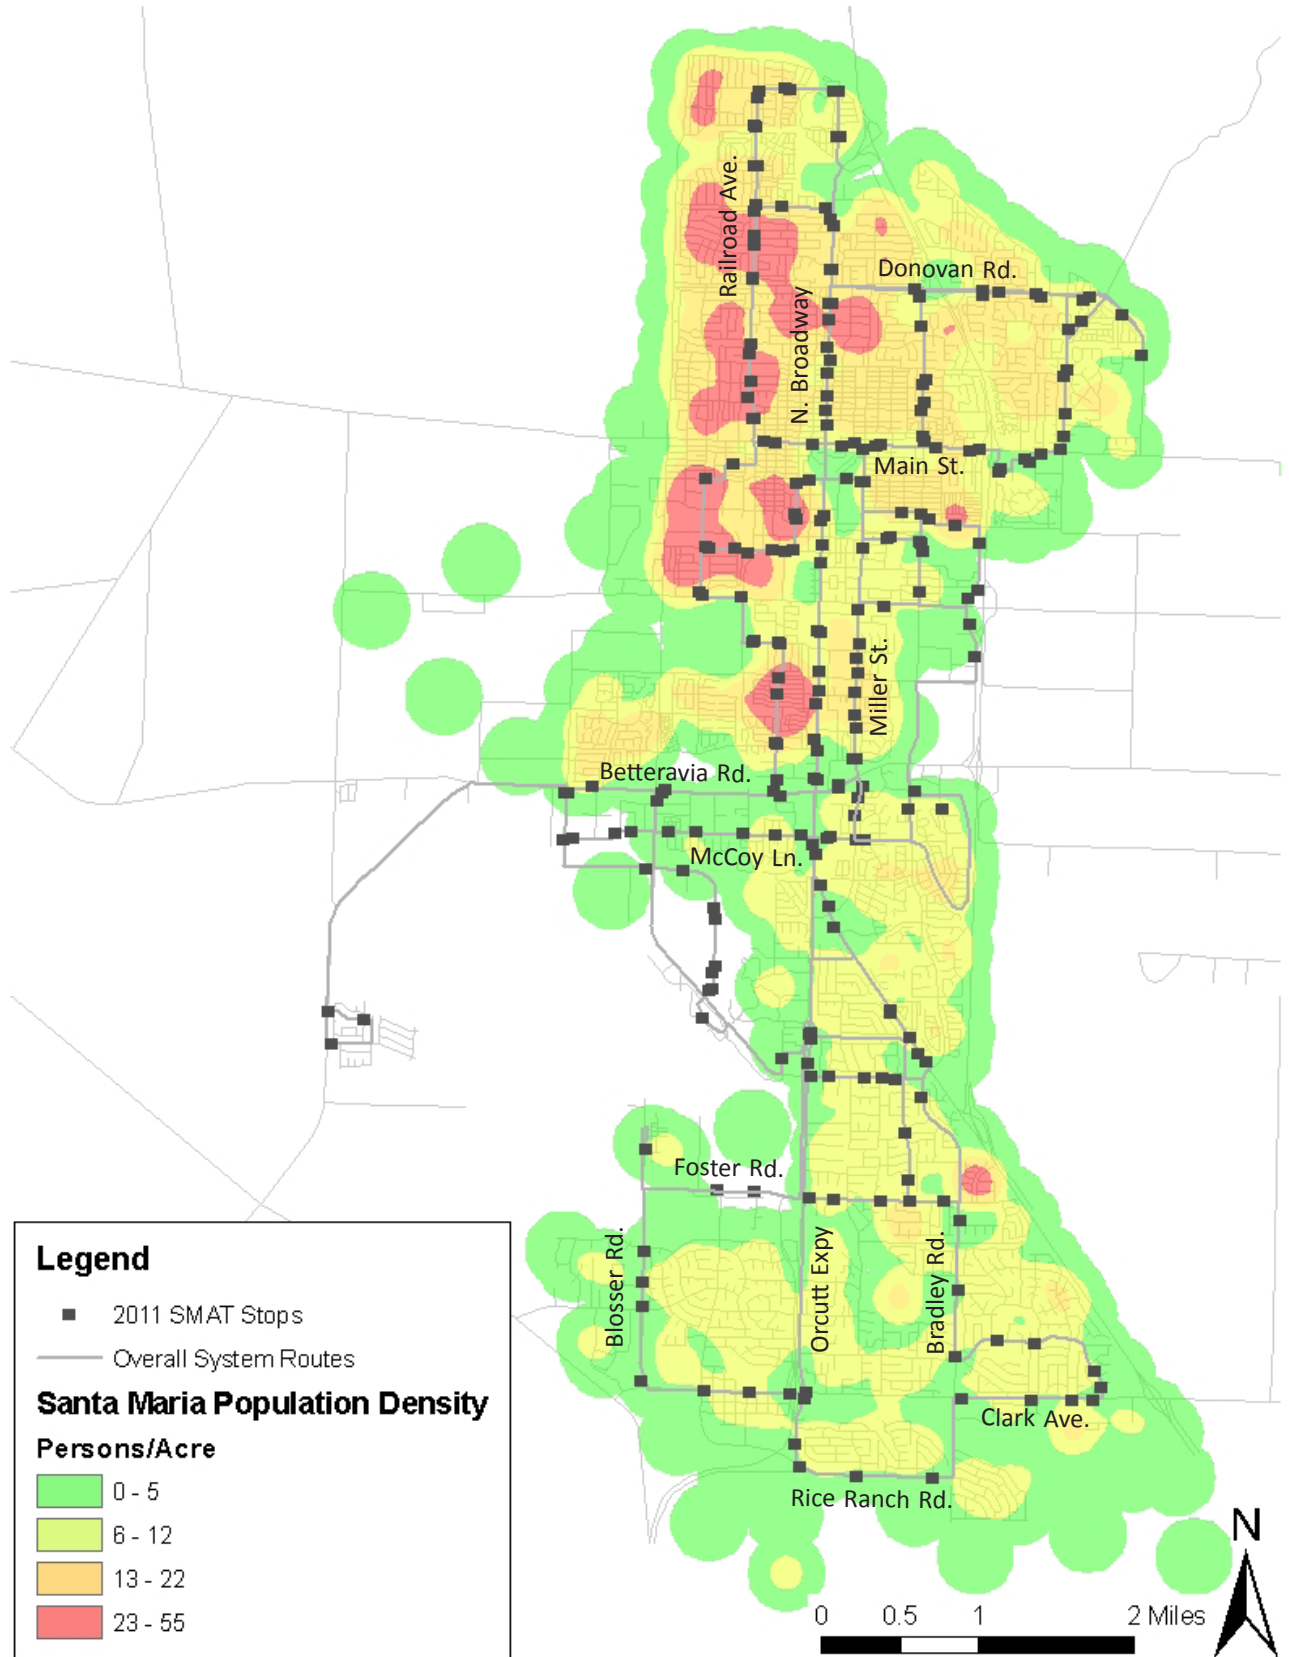 Railroad Ave.
Donovan Rd.
N. Broadway
Main St.
Miller St.
Betteravia Rd.
McCoy Ln.
Foster Rd.
Blosser Rd.
Orcutt Expy
Bradley Rd.
Clark Ave.
Rice Ranch Rd.
Legend
2011 SMAT Stops
Overall System Routes
Santa Maria Population Density
Persons/Acre
0 - 5
6 - 12
13 - 22
23 - 55
N
0 0.5 1 2 Miles